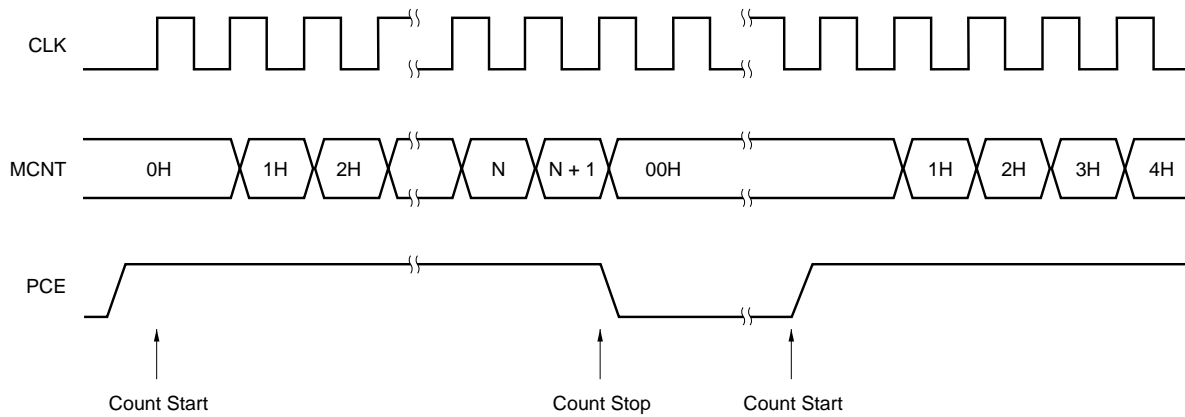 CLK
MCNT 0H 1H 2H N N + 1 00H 1H 2H 3H 4H
PCE
Count Start Count Stop Count Start